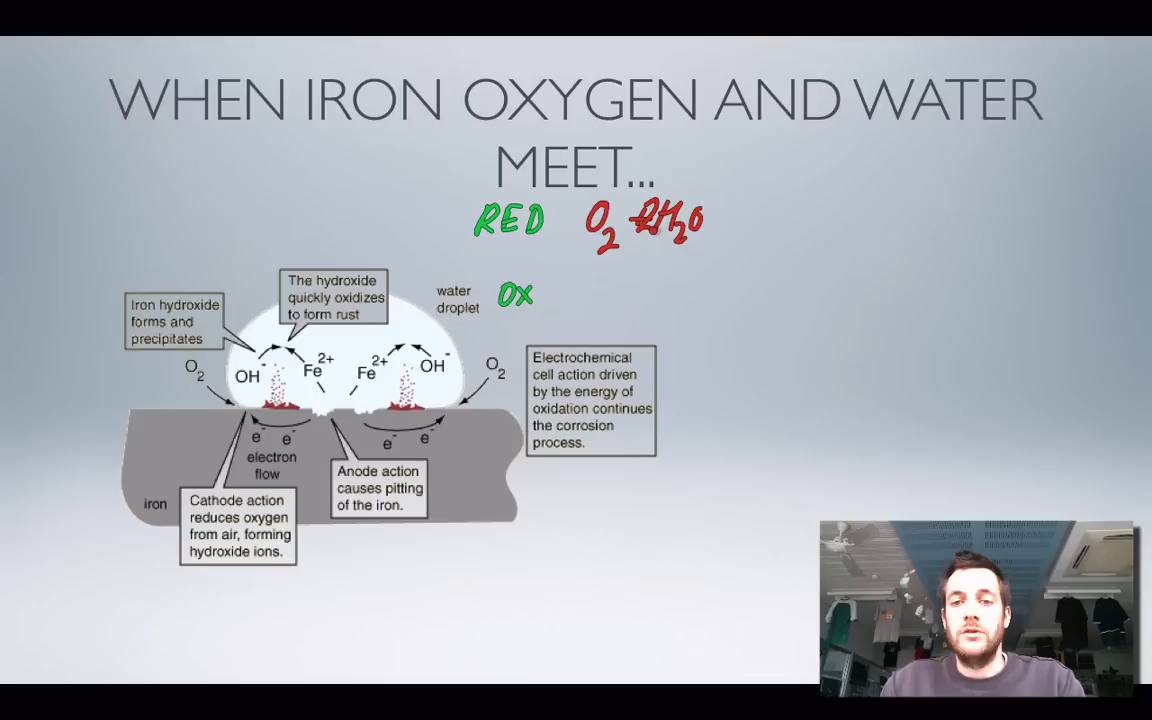 WHEN IRON OXYGEN AND WATER
MEET...
RED O2 2H2O
OX
The hydroxide
quickly oxidizes
to form rust
water
droplet
Iron hydroxide
forms and
precipitates
O2
OH-
Fe2+
Fe2+
OH-
O2
Electrochemical
cell action driven
by the energy of
oxidation continues
the corrosion
process.
e- e-
e- e-
electron
flow
Anode action
causes pitting
of the iron.
iron
Cathode action
reduces oxygen
from air, forming
hydroxide ions.